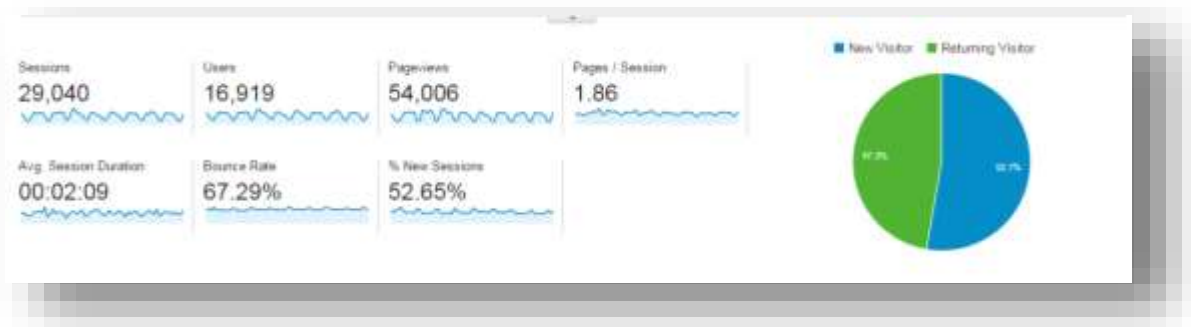 New Visitor Returning Visitor
Sessions
29,040
Users
16,919
Pageviews
54,006
Pages / Session
1.86
Avg. Session Duration
00:02:09
Bounce Rate
67.29%
% New Sessions
52.65%